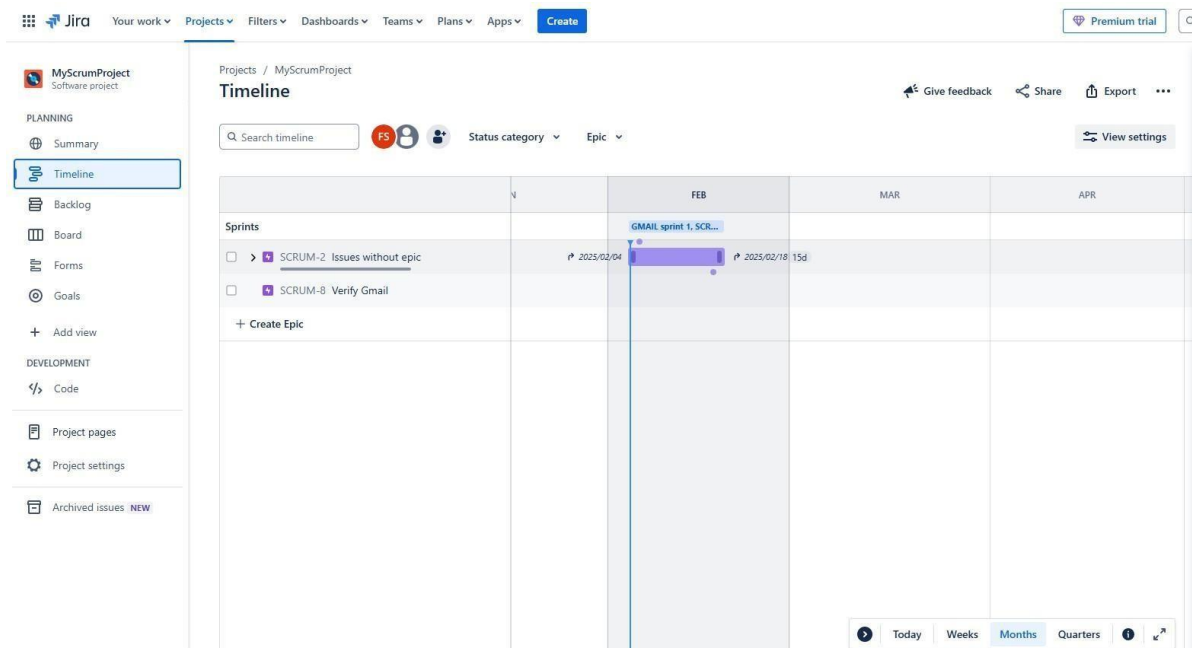 Jira Your work Projects Filters Dashboards Teams Plans Apps Create Premium trial
MyScrumProject
Software project
PLANNING
Summary
Timeline
Backlog
Board
Forms
Goals
Add view
DEVELOPMENT
Code
Project pages
Project settings
Archived issues NEW
Projects / MyScrumProject
Timeline
Give feedback Share Export
Search timeline FS Status category Epic View settings
FEB MAR APR
Sprints GMAIL sprint 1, SCR...
SCRUM-2 Issues without epic 2025/02/04 2025/02/18 15d
SCRUM-8 Verify Gmail
+ Create Epic
Today Weeks Months Quarters